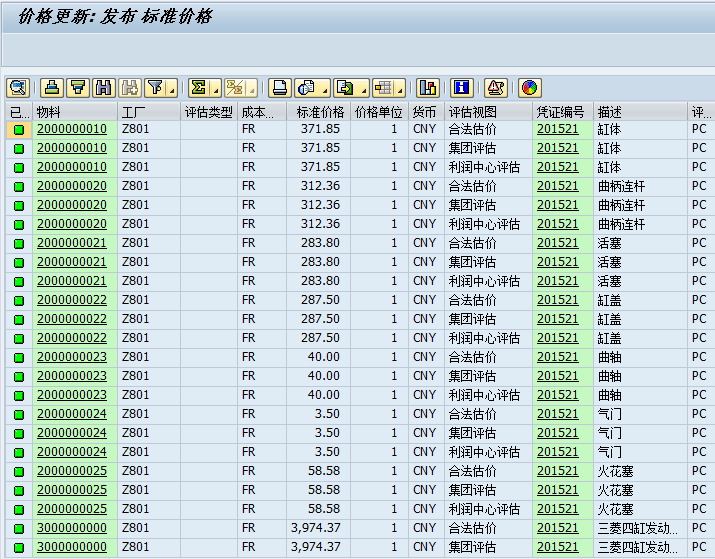 价格更新: 发布 标准价格
已... 物料 工厂 评估类型 成本... 标准价格 价格单位 货币 评估视图 凭证编号 描述 评...
2000000010 Z801 FR 371.85 1 CNY 合法估价 201521 缸体 PC
2000000010 Z801 FR 371.85 1 CNY 集团评估 201521 缸体 PC
2000000010 Z801 FR 371.85 1 CNY 利润中心评估 201521 缸体 PC
2000000020 Z801 FR 312.36 1 CNY 合法估价 201521 曲柄连杆 PC
2000000020 Z801 FR 312.36 1 CNY 集团评估 201521 曲柄连杆 PC
2000000020 Z801 FR 312.36 1 CNY 利润中心评估 201521 曲柄连杆 PC
2000000021 Z801 FR 283.80 1 CNY 合法估价 201521 活塞 PC
2000000021 Z801 FR 283.80 1 CNY 集团评估 201521 活塞 PC
2000000021 Z801 FR 283.80 1 CNY 利润中心评估 201521 活塞 PC
2000000022 Z801 FR 287.50 1 CNY 合法估价 201521 缸盖 PC
2000000022 Z801 FR 287.50 1 CNY 集团评估 201521 缸盖 PC
2000000022 Z801 FR 287.50 1 CNY 利润中心评估 201521 缸盖 PC
2000000023 Z801 FR 40.00 1 CNY 合法估价 201521 曲轴 PC
2000000023 Z801 FR 40.00 1 CNY 集团评估 201521 曲轴 PC
2000000023 Z801 FR 40.00 1 CNY 利润中心评估 201521 曲轴 PC
2000000024 Z801 FR 3.50 1 CNY 合法估价 201521 气门 PC
2000000024 Z801 FR 3.50 1 CNY 集团评估 201521 气门 PC
2000000024 Z801 FR 3.50 1 CNY 利润中心评估 201521 气门 PC
2000000025 Z801 FR 58.58 1 CNY 合法估价 201521 火花塞 PC
2000000025 Z801 FR 58.58 1 CNY 集团评估 201521 火花塞 PC
2000000025 Z801 FR 58.58 1 CNY 利润中心评估 201521 火花塞 PC
3000000000 Z801 FR 3,974.37 1 CNY 合法估价 201521 三菱四缸发动... PC
3000000000 Z801 FR 3,974.37 1 CNY 集团评估 201521 三菱四缸发动... PC